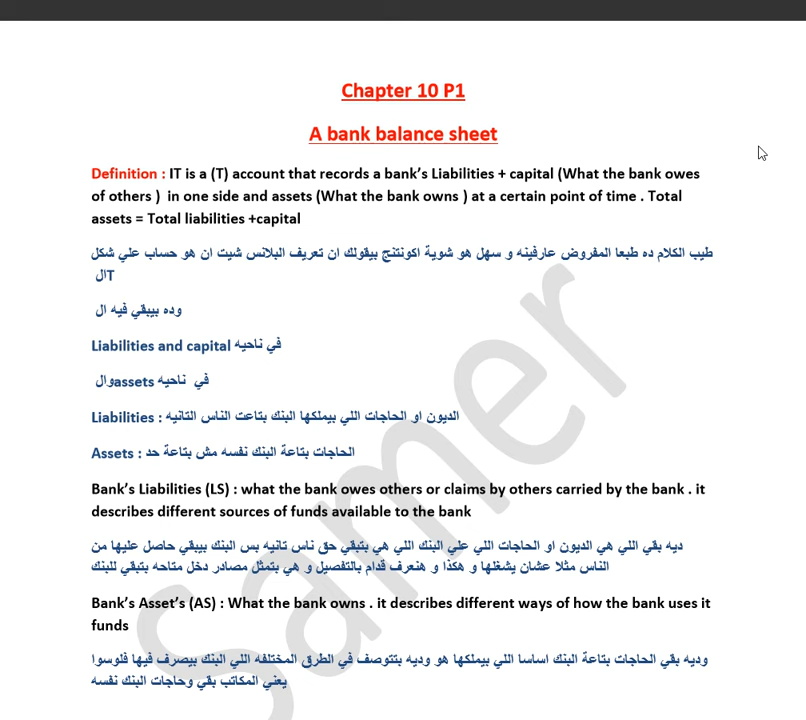 Chapter 10 P1
A bank balance sheet
Definition : IT is a (T) account that records a bank's Liabilities + capital (What the bank owes
of others ) in one side and assets (What the bank owns ) at a certain point of time . Total
assets = Total liabilities +capital
طيب الكلام ده طبعا المفروض عارفينه و سهل هو شوية اكونتنج بيقولك ان تعريف البلانس شيت ان هو حساب علي شكل
الT
وده بيبقي فيه ال
Liabilities and capital في ناحيه
والassets في ناحيه
Liabilities : الديون او الحاجات اللي بيملكها البنك بتاعت الناس التانيه
Assets : الحاجات بتاعة البنك نفسه مش بتاعة حد
Bank's Liabilities (LS) : what the bank owes others or claims by others carried by the bank . it
describes different sources of funds available to the bank
ديه بقي اللي هي الديون او الحاجات اللي علي البنك اللي هي بتبقي حق ناس تانيه بس البنك بيبقي حاصل عليها من
الناس مثلا عشان يشغلها و هكذا و هنعرف قدام بالتفصيل و هي بتمثل مصادر دخل متاحه بتبقي للبنك
Bank's Asset's (AS) : What the bank owns . it describes different ways of how the bank uses it
funds
وديه بقي الحاجات بتاعة البنك اساسا اللي بيملكها هو وديه بتتوصف في الطرق المختلفه اللي البنك بيصرف فيها فلوسوا
يعني المكاتب بقي وحاجات البنك نفسه
Samer